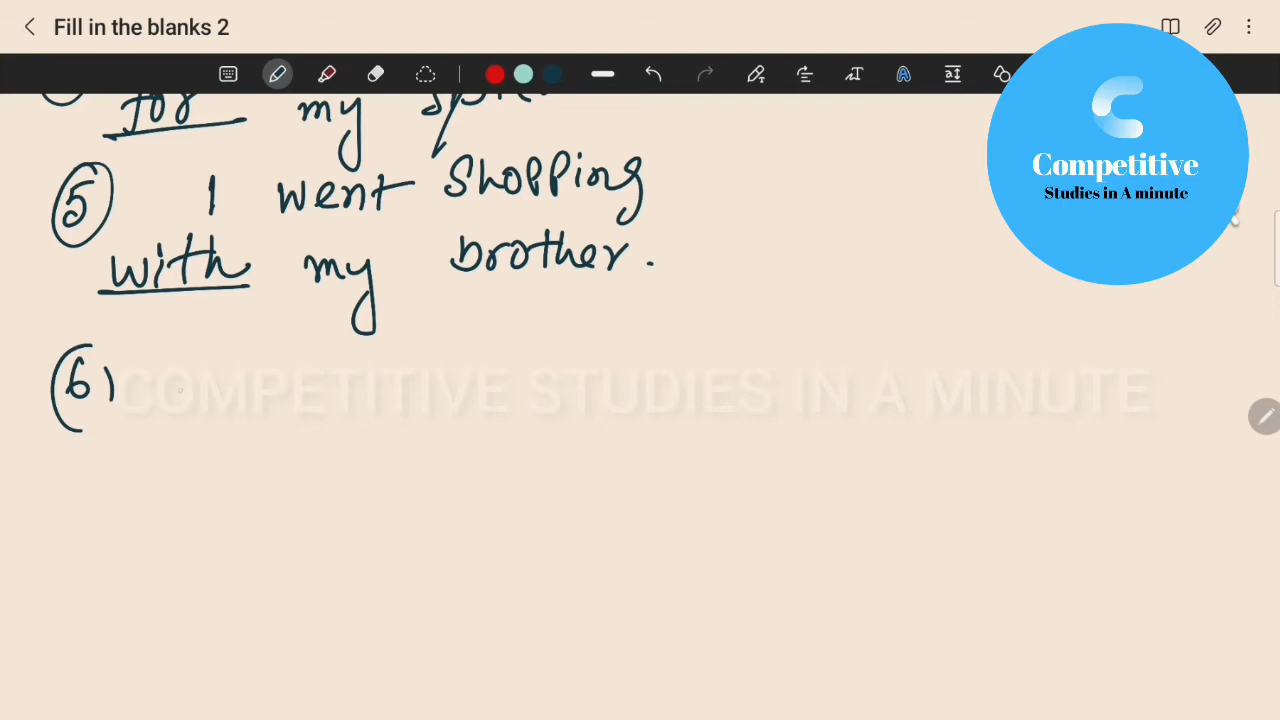 Fill in the blanks 2
for my
Competitive
Studies in A minute
5 I went Shopping
with my brother.
(6)
COMPETITIVE STUDIES IN A MINUTE